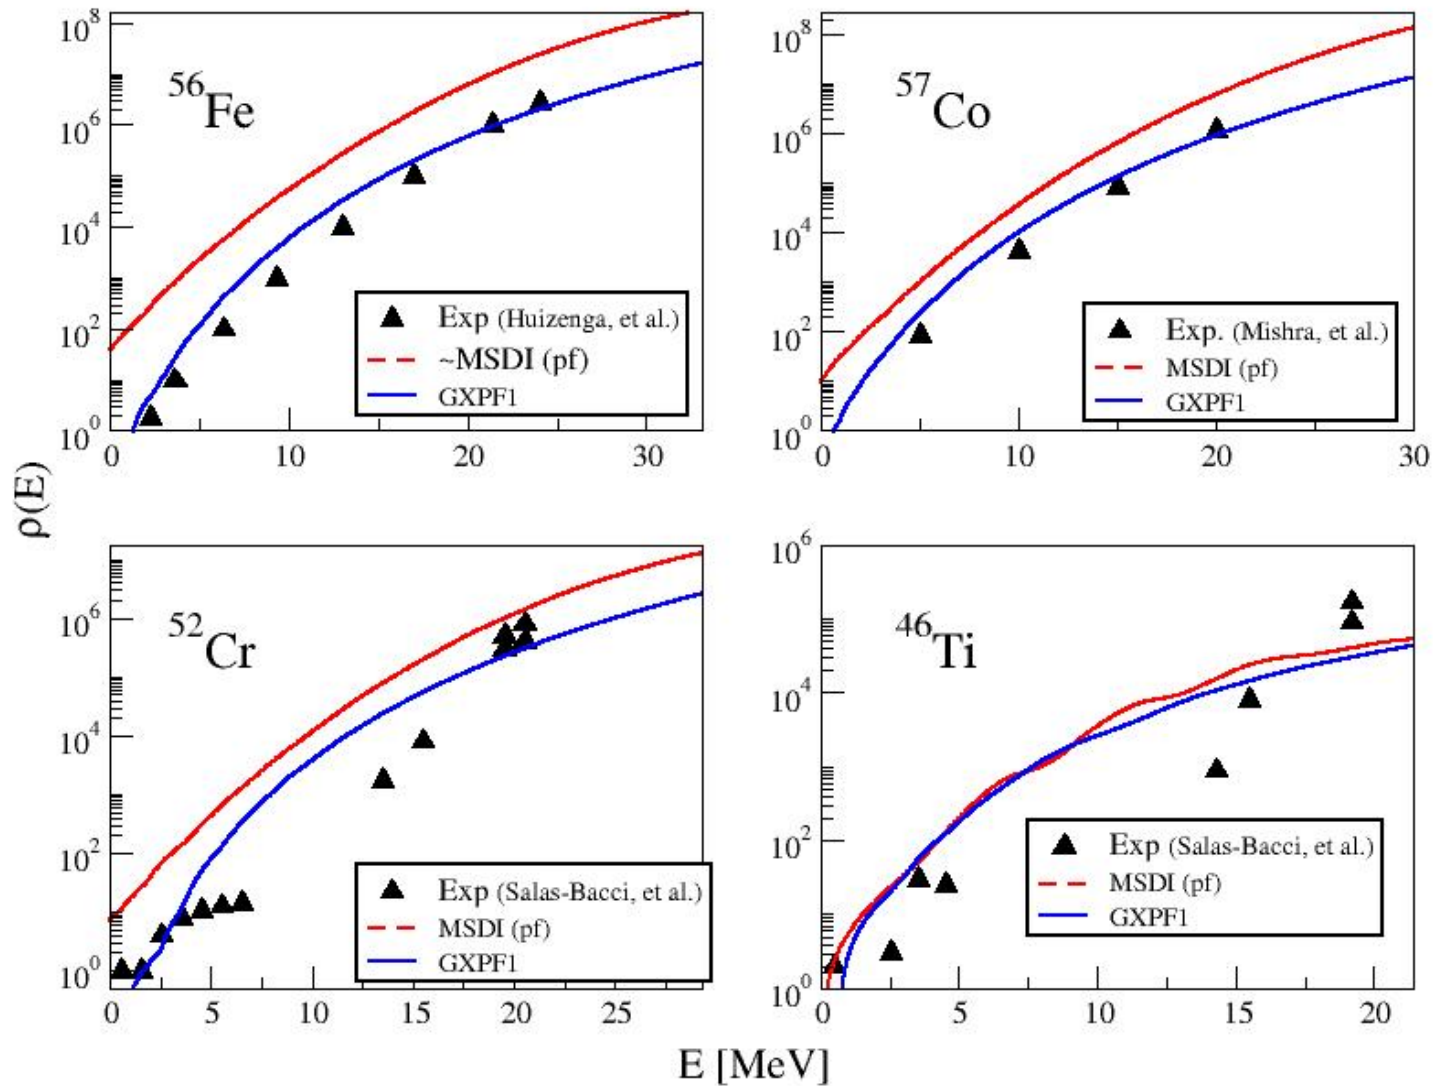 10^8
10^6
10^4
10^2
10^0
56Fe
Exp (Huizenga, et al.)
~MSDI (pf)
GXPF1
0 10 20 30
10^8
10^6
10^4
10^2
10^0
57Co
Exp. (Mishra, et al.)
MSDI (pf)
GXPF1
0 10 20 30
ρ(E)
10^6
10^4
10^2
10^0
52Cr
Exp (Salas-Bacci, et al.)
MSDI (pf)
GXPF1
0 5 10 15 20 25
10^6
10^4
10^2
10^0
46Ti
Exp (Salas-Bacci, et al.)
MSDI (pf)
GXPF1
0 5 10 15 20
E [MeV]